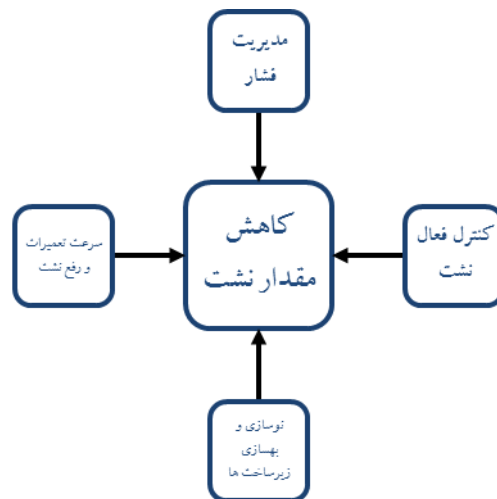 مدیریت
فشار
کاهش
مقدار نشت
کنترل فعال
نشت
سرعت تعمیرات
و رفع نشت
نوسازی و
بهسازی
زیرساخت ها